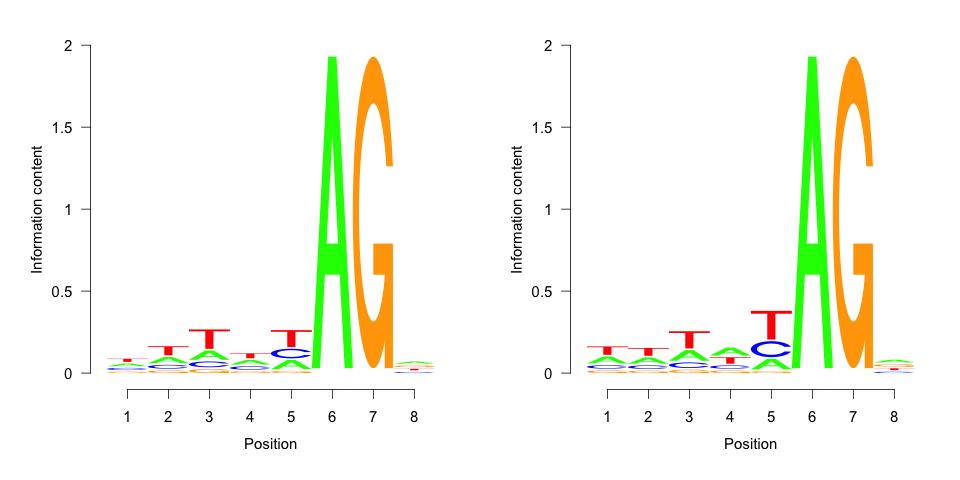 2
1.5
1
0.5
0
Information content
T A T A T A G A
T A T A C A G G
A C C C A T
C G G G C
1 2 3 4 5 6 7 8
Position
2
1.5
1
0.5
0
Information content
T T T A T A G A
A A A T C G
C C C C A T
G G G G C
1 2 3 4 5 6 7 8
Position